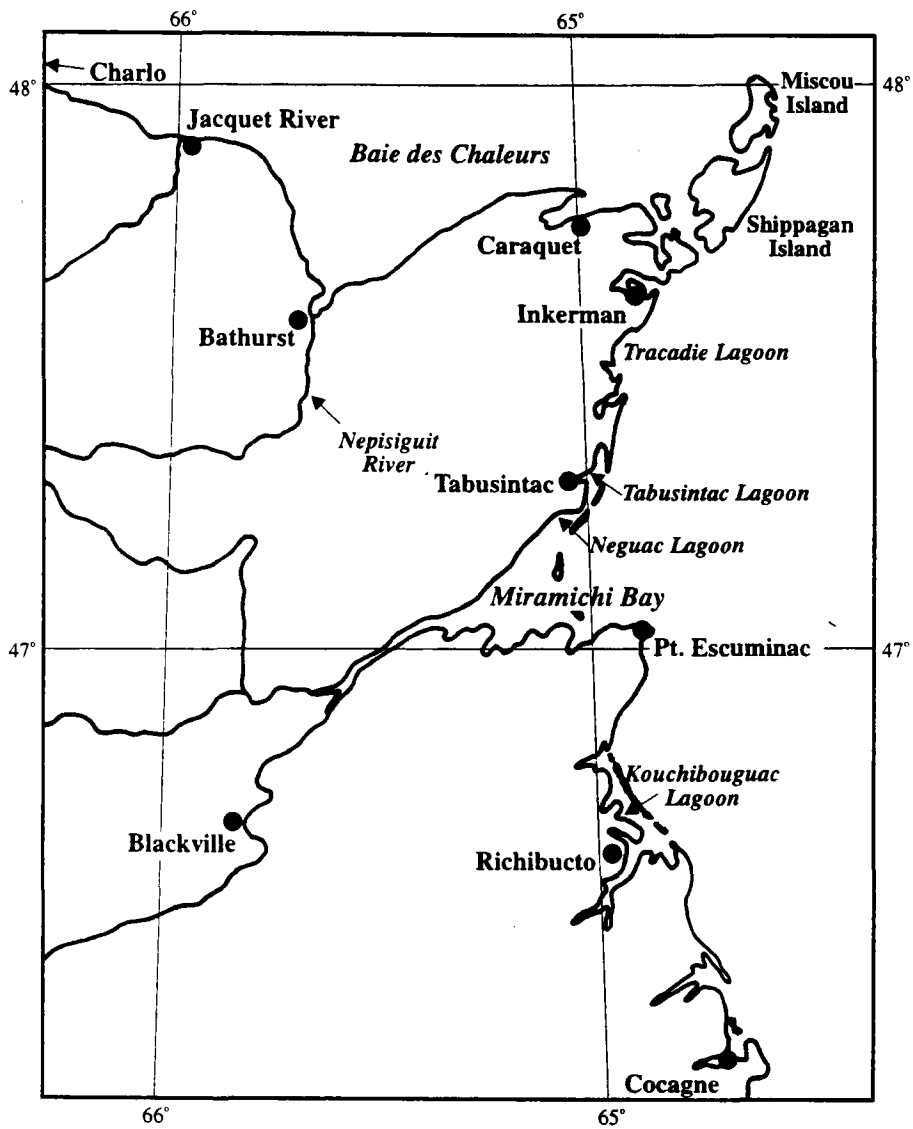 66°
65°
Charlo
48°
48°
Miscou
Island
Jacquet River
Baie des Chaleurs
Shippagan
Island
Caraquet
Inkerman
Bathurst
Tracadie Lagoon
Nepisiguit
River
Tabusintac
Tabusintac Lagoon
Neguac Lagoon
Miramichi Bay
47°
Pt. Escuminac
47°
Kouchibouguac
Lagoon
Blackville
Richibucto
Cocagne
66°
65°